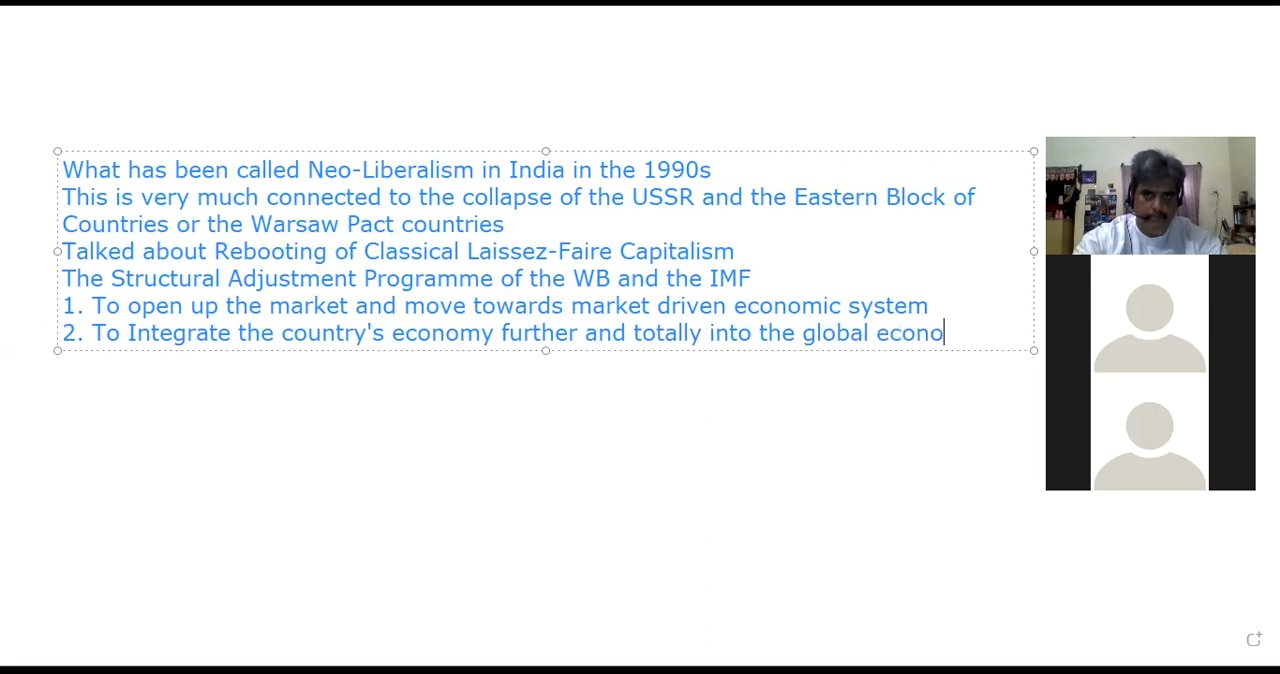 What has been called Neo-Liberalism in India in the 1990s
This is very much connected to the collapse of the USSR and the Eastern Block of
Countries or the Warsaw Pact countries
Talked about Rebooting of Classical Laissez-Faire Capitalism
The Structural Adjustment Programme of the WB and the IMF
1. To open up the market and move towards market driven economic system
2. To Integrate the country's economy further and totally into the global econo